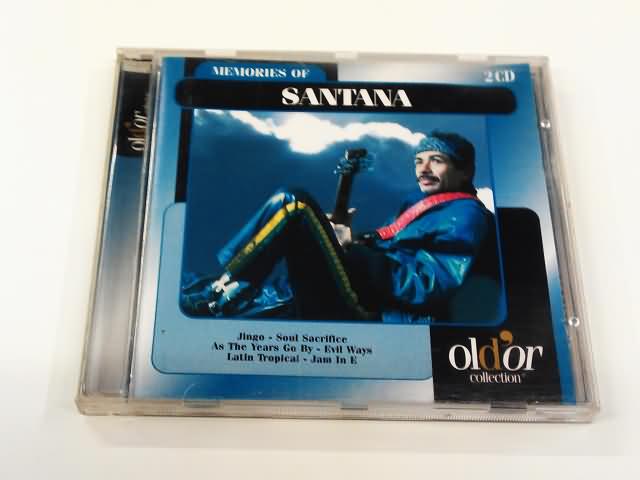 MEMORIES OF
2 CD
SANTANA
old'or
Jingo - Soul Sacrifice
As The Years Go By - Evil Ways
Latin Tropical - Jam In E
old'or
collection